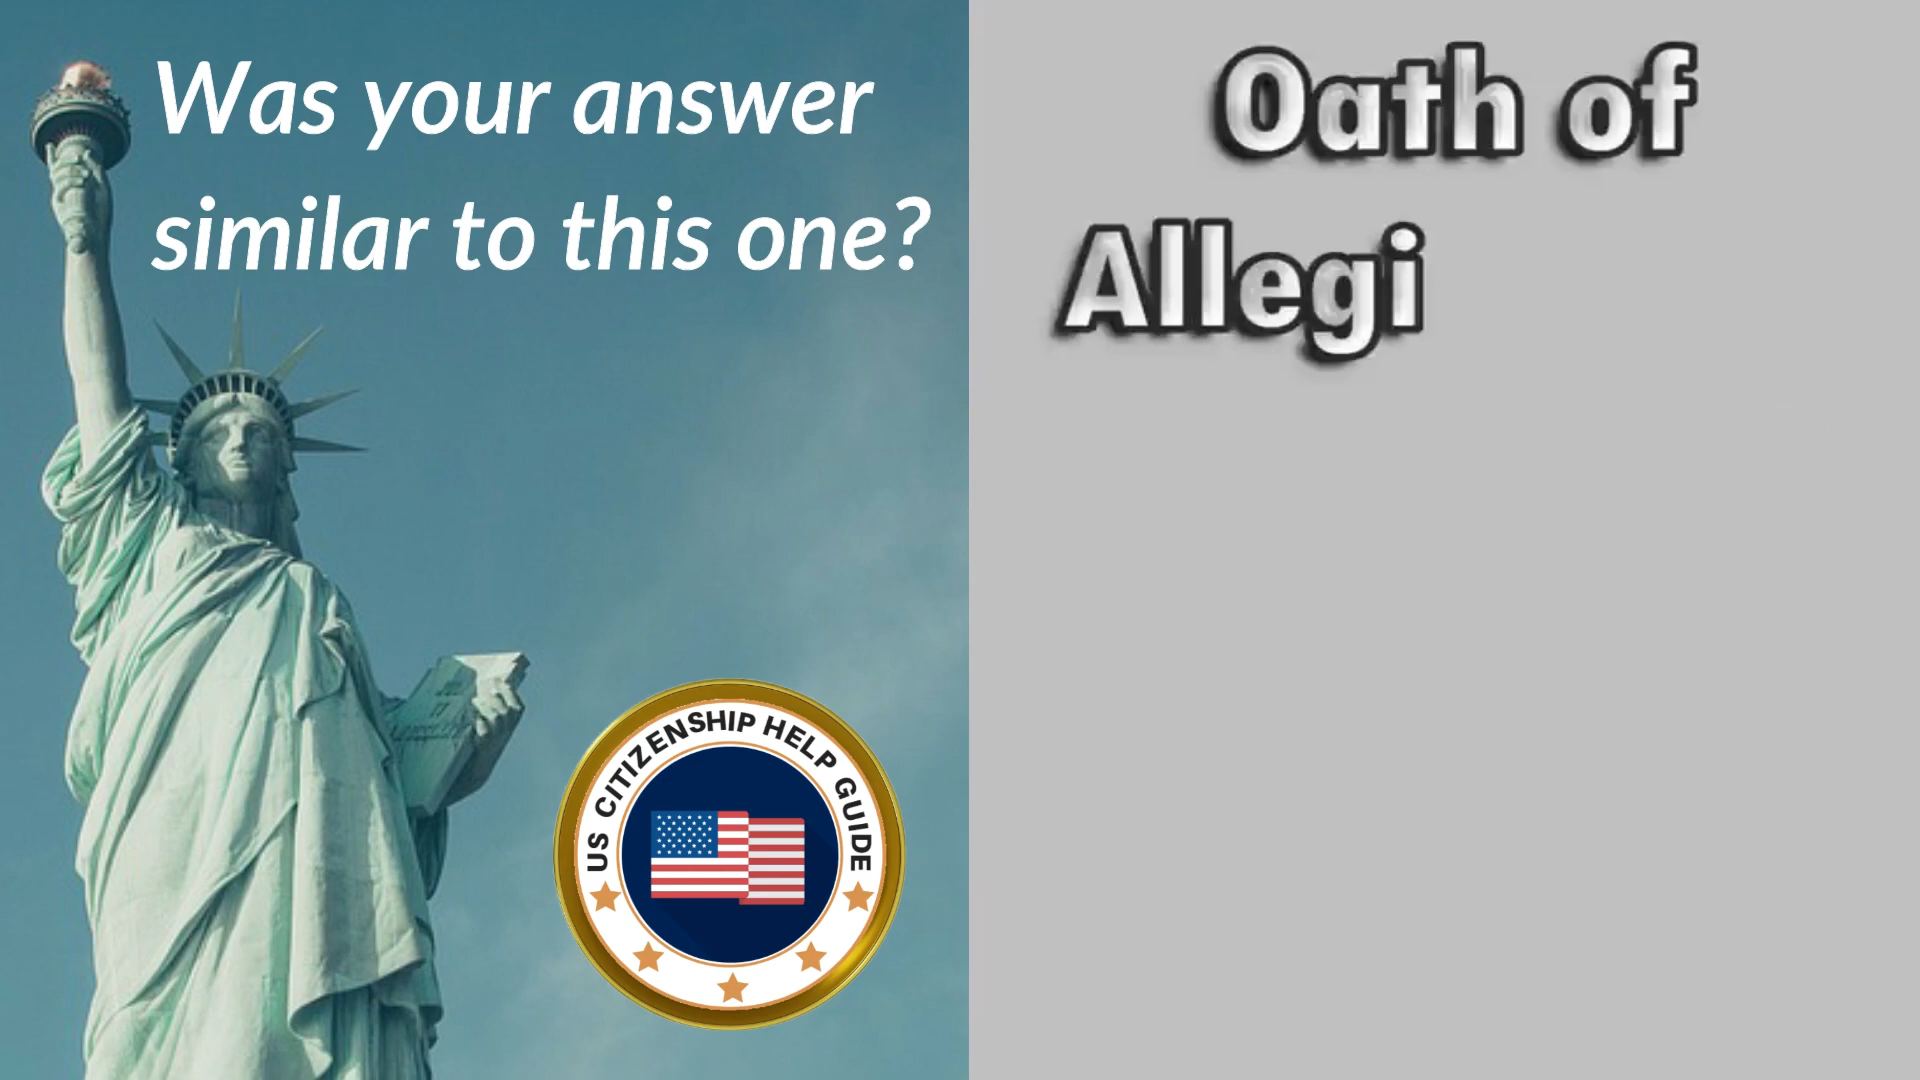 Was your answer
similar to this one?
Oath of
Allegi
US CITIZENSHIP HELP GUIDE